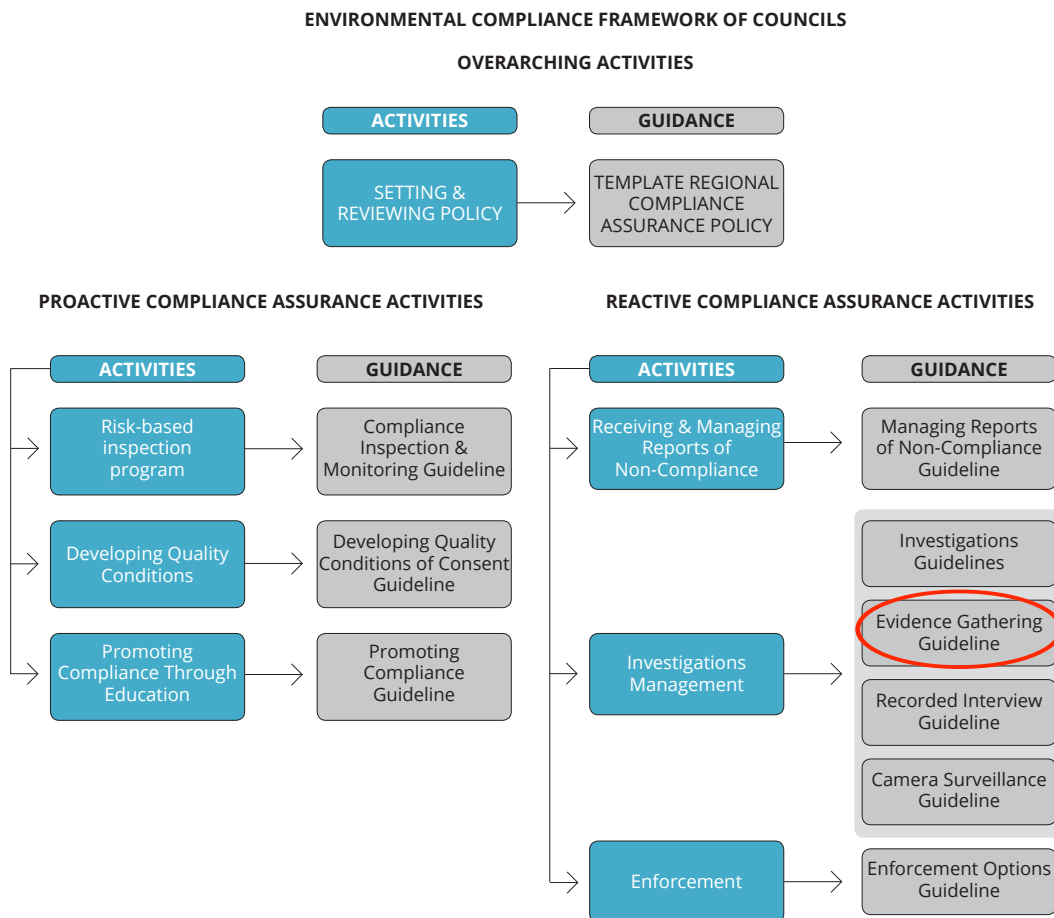 ENVIRONMENTAL COMPLIANCE FRAMEWORK OF COUNCILS
OVERARCHING ACTIVITIES
ACTIVITIES
GUIDANCE
SETTING &
REVIEWING POLICY
TEMPLATE REGIONAL
COMPLIANCE
ASSURANCE POLICY
PROACTIVE COMPLIANCE ASSURANCE ACTIVITIES
ACTIVITIES
GUIDANCE
Risk-based
inspection
program
Compliance
Inspection &
Monitoring Guideline
Developing Quality
Conditions
Developing Quality
Conditions of Consent
Guideline
Promoting
Compliance Through
Education
Promoting
Compliance
Guideline
REACTIVE COMPLIANCE ASSURANCE ACTIVITIES
ACTIVITIES
GUIDANCE
Receiving & Managing
Reports of
Non-Compliance
Managing Reports
of Non-Compliance
Guideline
Investigations
Management
Investigations
Guidelines
Evidence Gathering
Guideline
Recorded Interview
Guideline
Camera Surveillance
Guideline
Enforcement
Enforcement Options
Guideline